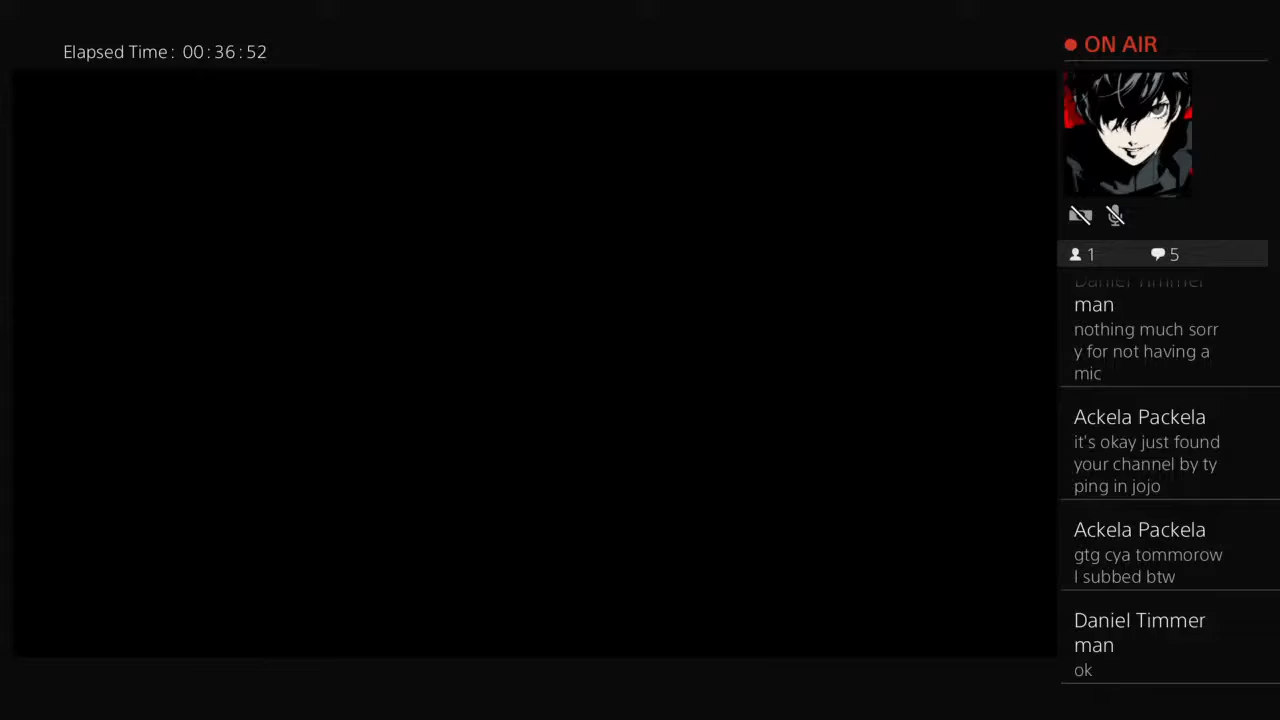 Elapsed Time: 00:36:52
ON AIR
1
5
Daniel Timmer
man
nothing much sorr
y for not having a
mic
Ackela Packela
it's okay just found
your channel by ty
ping in jojo
Ackela Packela
gtg cya tommorow
I subbed btw
Daniel Timmer
man
ok